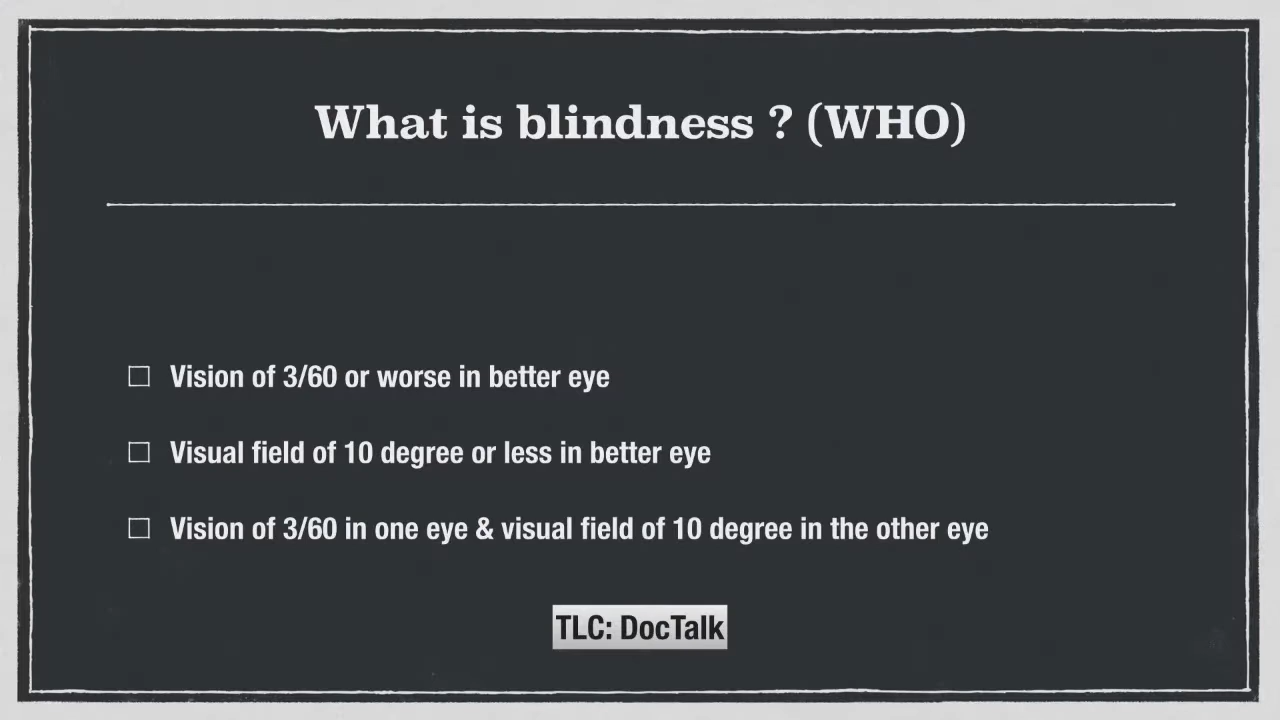 What is blindness ? (WHO)
Vision of 3/60 or worse in better eye
Visual field of 10 degree or less in better eye
Vision of 3/60 in one eye & visual field of 10 degree in the other eye
TLC: DocTalk